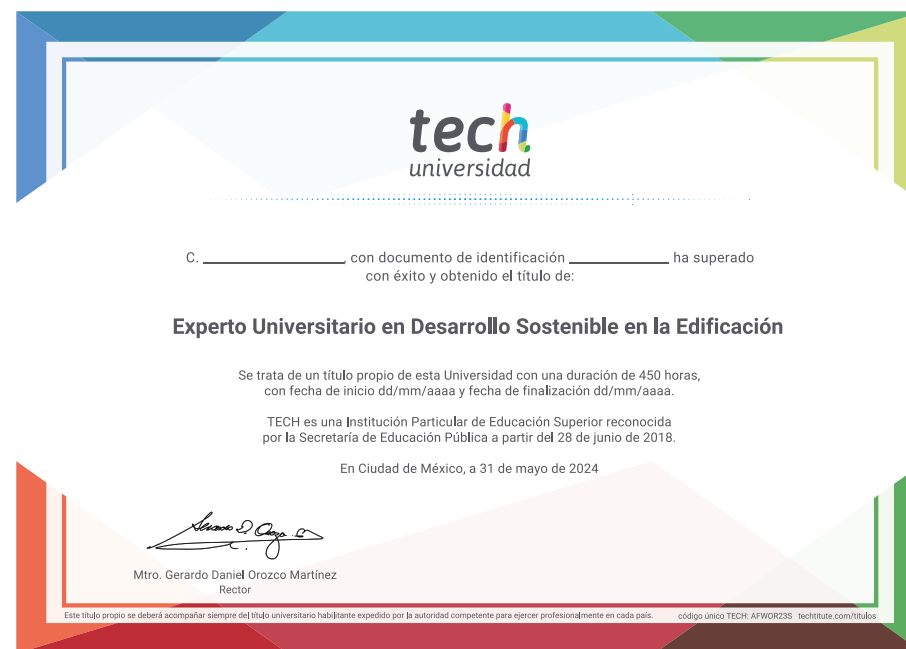 tech
universidad
C. ________________, con documento de identificación ____________ ha superado
con éxito y obtenido el título de:
Experto Universitario en Desarrollo Sostenible en la Edificación
Se trata de un título propio de esta Universidad con una duración de 450 horas,
con fecha de inicio dd/mm/aaaa y fecha de finalización dd/mm/aaaa.
TECH es una Institución Particular de Educación Superior reconocida
por la Secretaría de Educación Pública a partir del 28 de junio de 2018.
En Ciudad de México, a 31 de mayo de 2024
Mtro. Gerardo Daniel Orozco Martínez
Rector
Este título propio se deberá acompañar siempre del título universitario habilitante expedido por la autoridad competente para ejercer profesionalmente en cada país. código único TECH: AFWOR23S techtitute.com/titulos